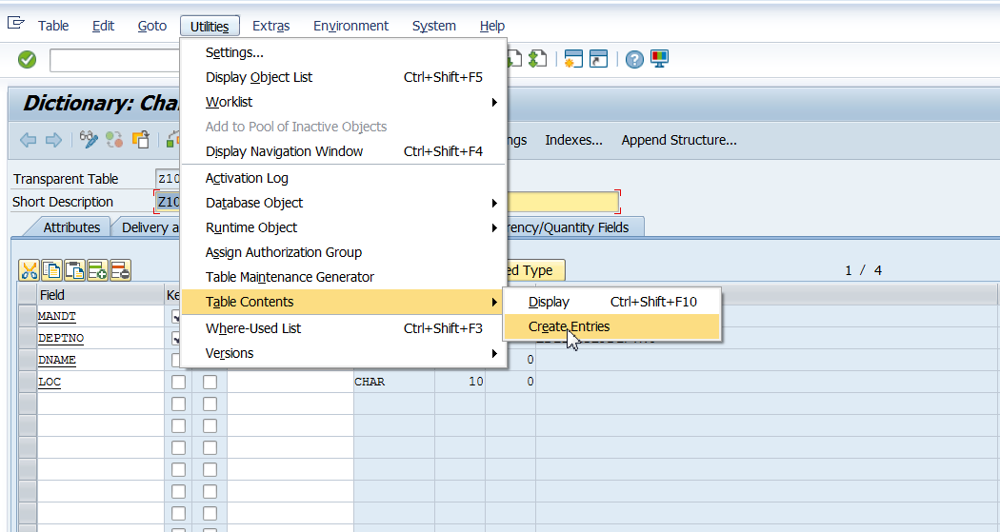 Table Edit Goto Utilities Extras Environment System Help
Settings...
Display Object List Ctrl+Shift+F5
Worklist
Add to Pool of Inactive Objects
Display Navigation Window Ctrl+Shift+F4
Activation Log
Database Object
Runtime Object
Assign Authorization Group
Table Maintenance Generator
Table Contents
Where-Used List Ctrl+Shift+F3
Versions
Display Ctrl+Shift+F10
Create Entries
Dictionary: Cha
ngs Indexes... Append Structure...
Transparent Table Z10
Short Description Z10
Attributes Delivery a rency/Quantity Fields
ed Type 1 / 4
Field Ke
MANDT
DEPTNO
DNAME 0
LOC CHAR 10 0